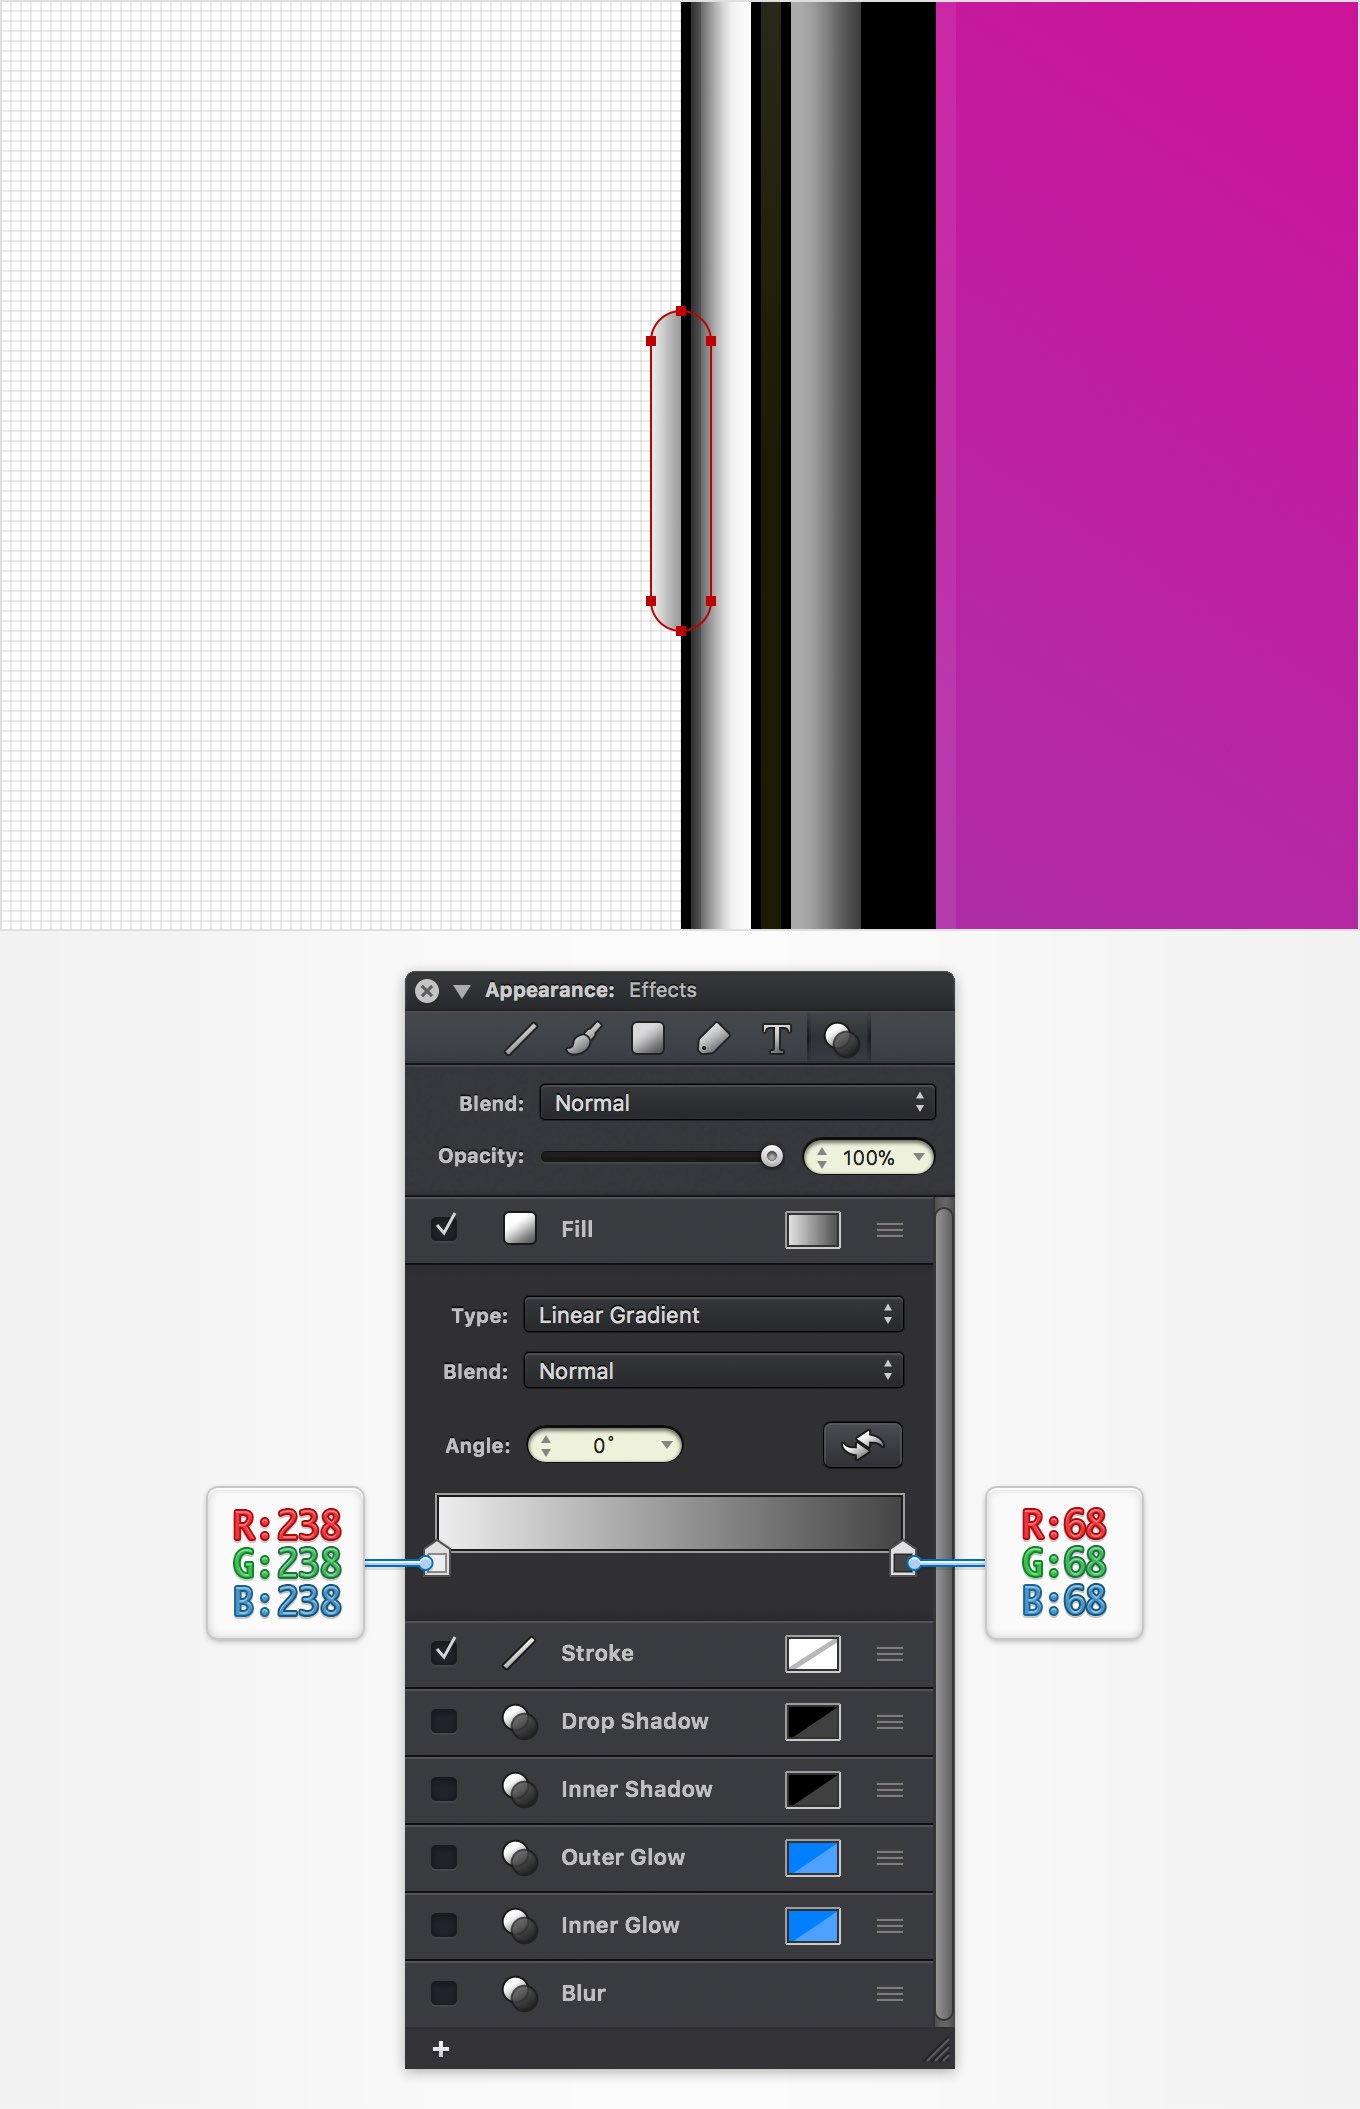 Appearance: Effects
T
Blend: Normal
Opacity: 100%
Fill
Type: Linear Gradient
Blend: Normal
Angle: 0°
R:238
G:238
B:238
R:68
G:68
B:68
Stroke
Drop Shadow
Inner Shadow
Outer Glow
Inner Glow
Blur
+